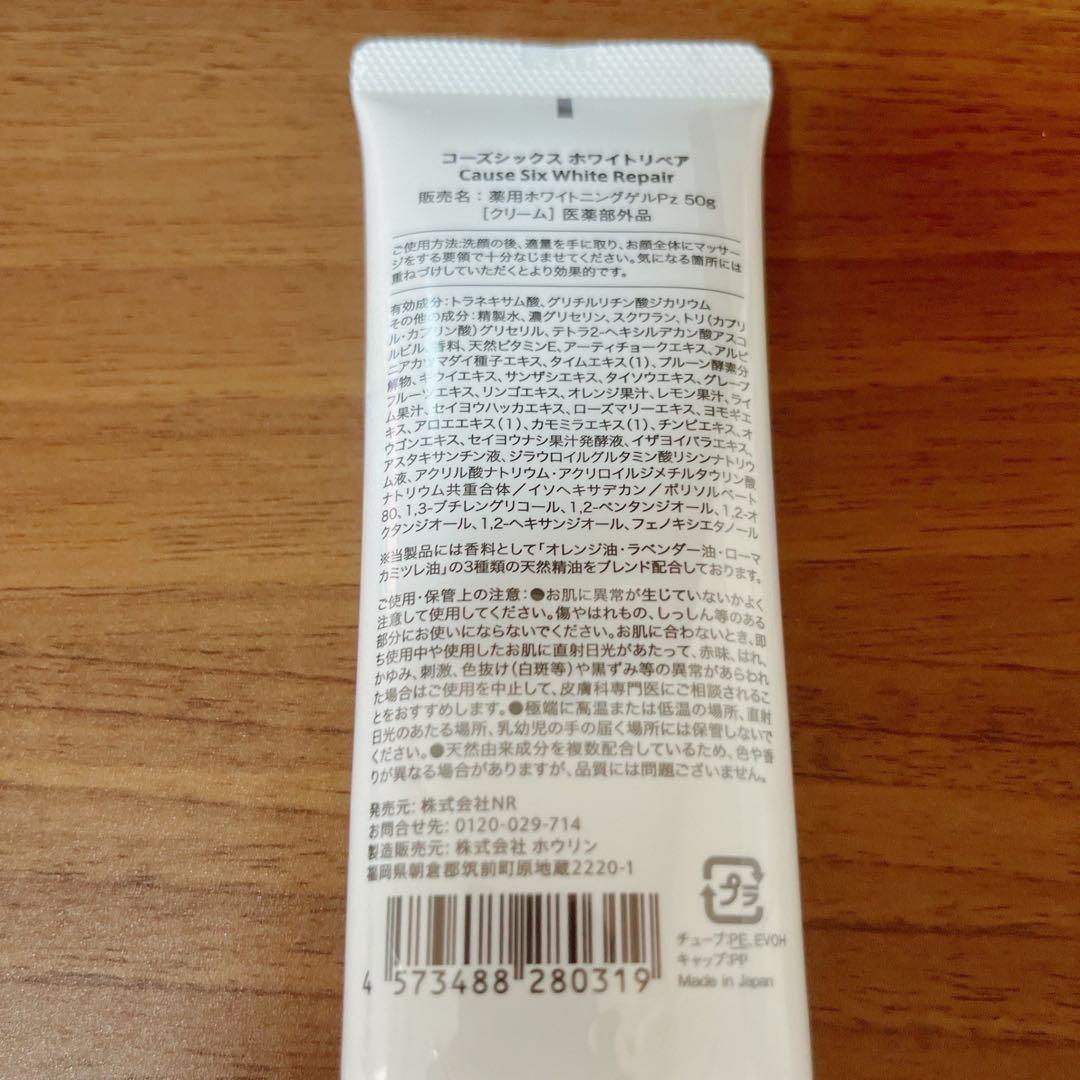 コーズシックス ホワイトリペア
Cause Six White Repair
販売名：薬用ホワイトニングゲルPz 50g
［クリーム］医薬部外品
ご使用方法:洗顔の後、適量を手に取り、お顔全体にマッサー
ジをする要領で十分なじませてください。気になる箇所には
重ねづけしていただくとより効果的です。
有効成分：トラネキサム酸、グリチルリチン酸ジカリウム
その他の成分：精製水、濃グリセリン、スクワラン、トリ（カプリ
ル・カプリン酸）グリセリル、テトラ2-ヘキシルデカン酸アスコ
ルビル、香料、天然ビタミンE、アーティチョークエキス、アルピ
ニアカツマダイ種子エキス、タイムエキス（1）、プルーン酵素分
解物、キウイエキス、サンザシエキス、タイソウエキス、グレープ
フルーツエキス、リンゴエキス、オレンジ果汁、レモン果汁、ライ
ム果汁、セイヨウハッカエキス、ローズマリーエキス、ヨモギエ
キス、アロエエキス（1）、カモミラエキス（1）、チンピエキス、オ
ウゴンエキス、セイヨウナシ果汁発酵液、イザヨイバラエキス、
アスタキサンチン液、ジラウロイルグルタミン酸リシンナトリウ
ム液、アクリル酸ナトリウム・アクリロイルジメチルタウリン酸
ナトリウム共重合体／イソヘキサデカン／ポリソルベート
80、1,3-ブチレングリコール、1,2-ペンタンジオール、1,2-オ
クタンジオール、1,2-ヘキサンジオール、フェノキシエタノール
※当製品には香料として「オレンジ油・ラベンダー油・ローマ
カミツレ油」の3種類の天然精油をブレンド配合しております。
ご使用・保管上の注意：●お肌に異常が生じていないかよく
注意して使用してください。傷やはれもの、しっしん等のある
部分にお使いにならないでください。お肌に合わないとき、即
ち使用中や使用したお肌に直射日光があたって、赤味、はれ、
かゆみ、刺激、色抜け（白斑等）や黒ずみ等の異常があらわれ
た場合はご使用を中止して、皮膚科専門医にご相談されるこ
とをおすすめします。●極端に高温または低温の場所、直射
日光のあたる場所、乳幼児の手の届く場所には保管しないで
ください。●天然由来成分を複数配合しているため、色や香
りが異なる場合がありますが、品質には問題ございません。
発売元：株式会社NR
お問合せ先：0120-029-714
製造販売元：株式会社 ホウリン
福岡県朝倉郡筑前町原地蔵2220-1
プラ
チューブ：PE、EVOH
キャップ：PP
Made in Japan
4 573488 280319